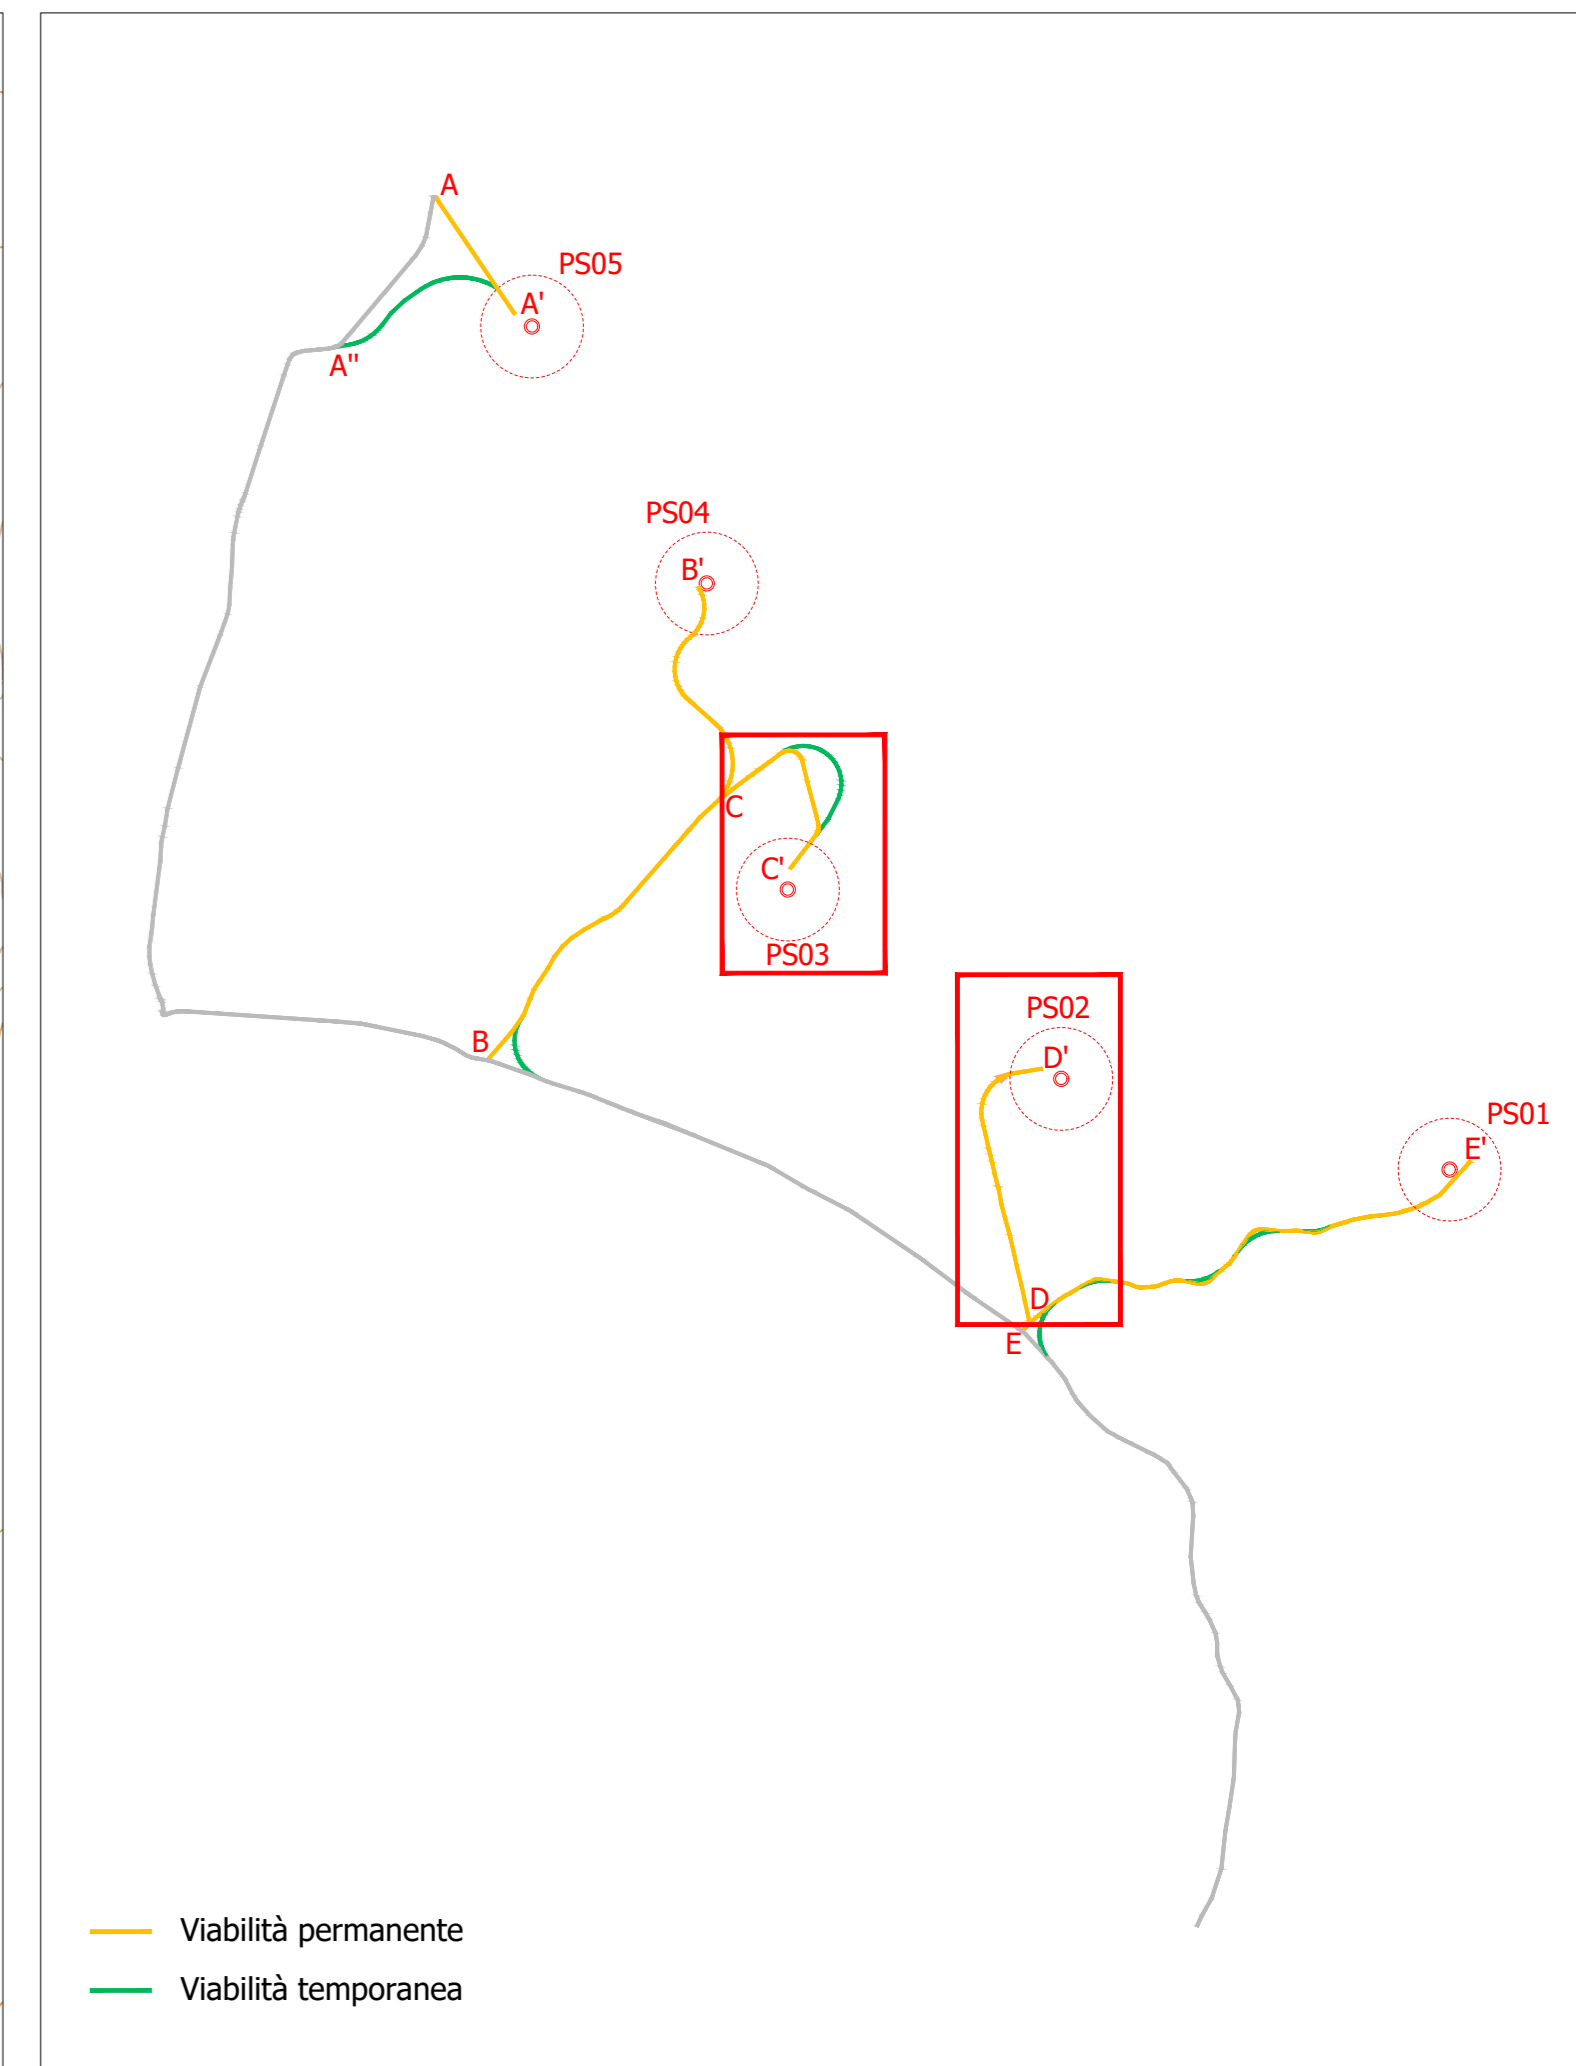 A
PS05
A'
A"
PS04
B'
C
C'
PS03
PS02
B
D'
PS01
E'
D
E
Viabilità permanente
Viabilità temporanea